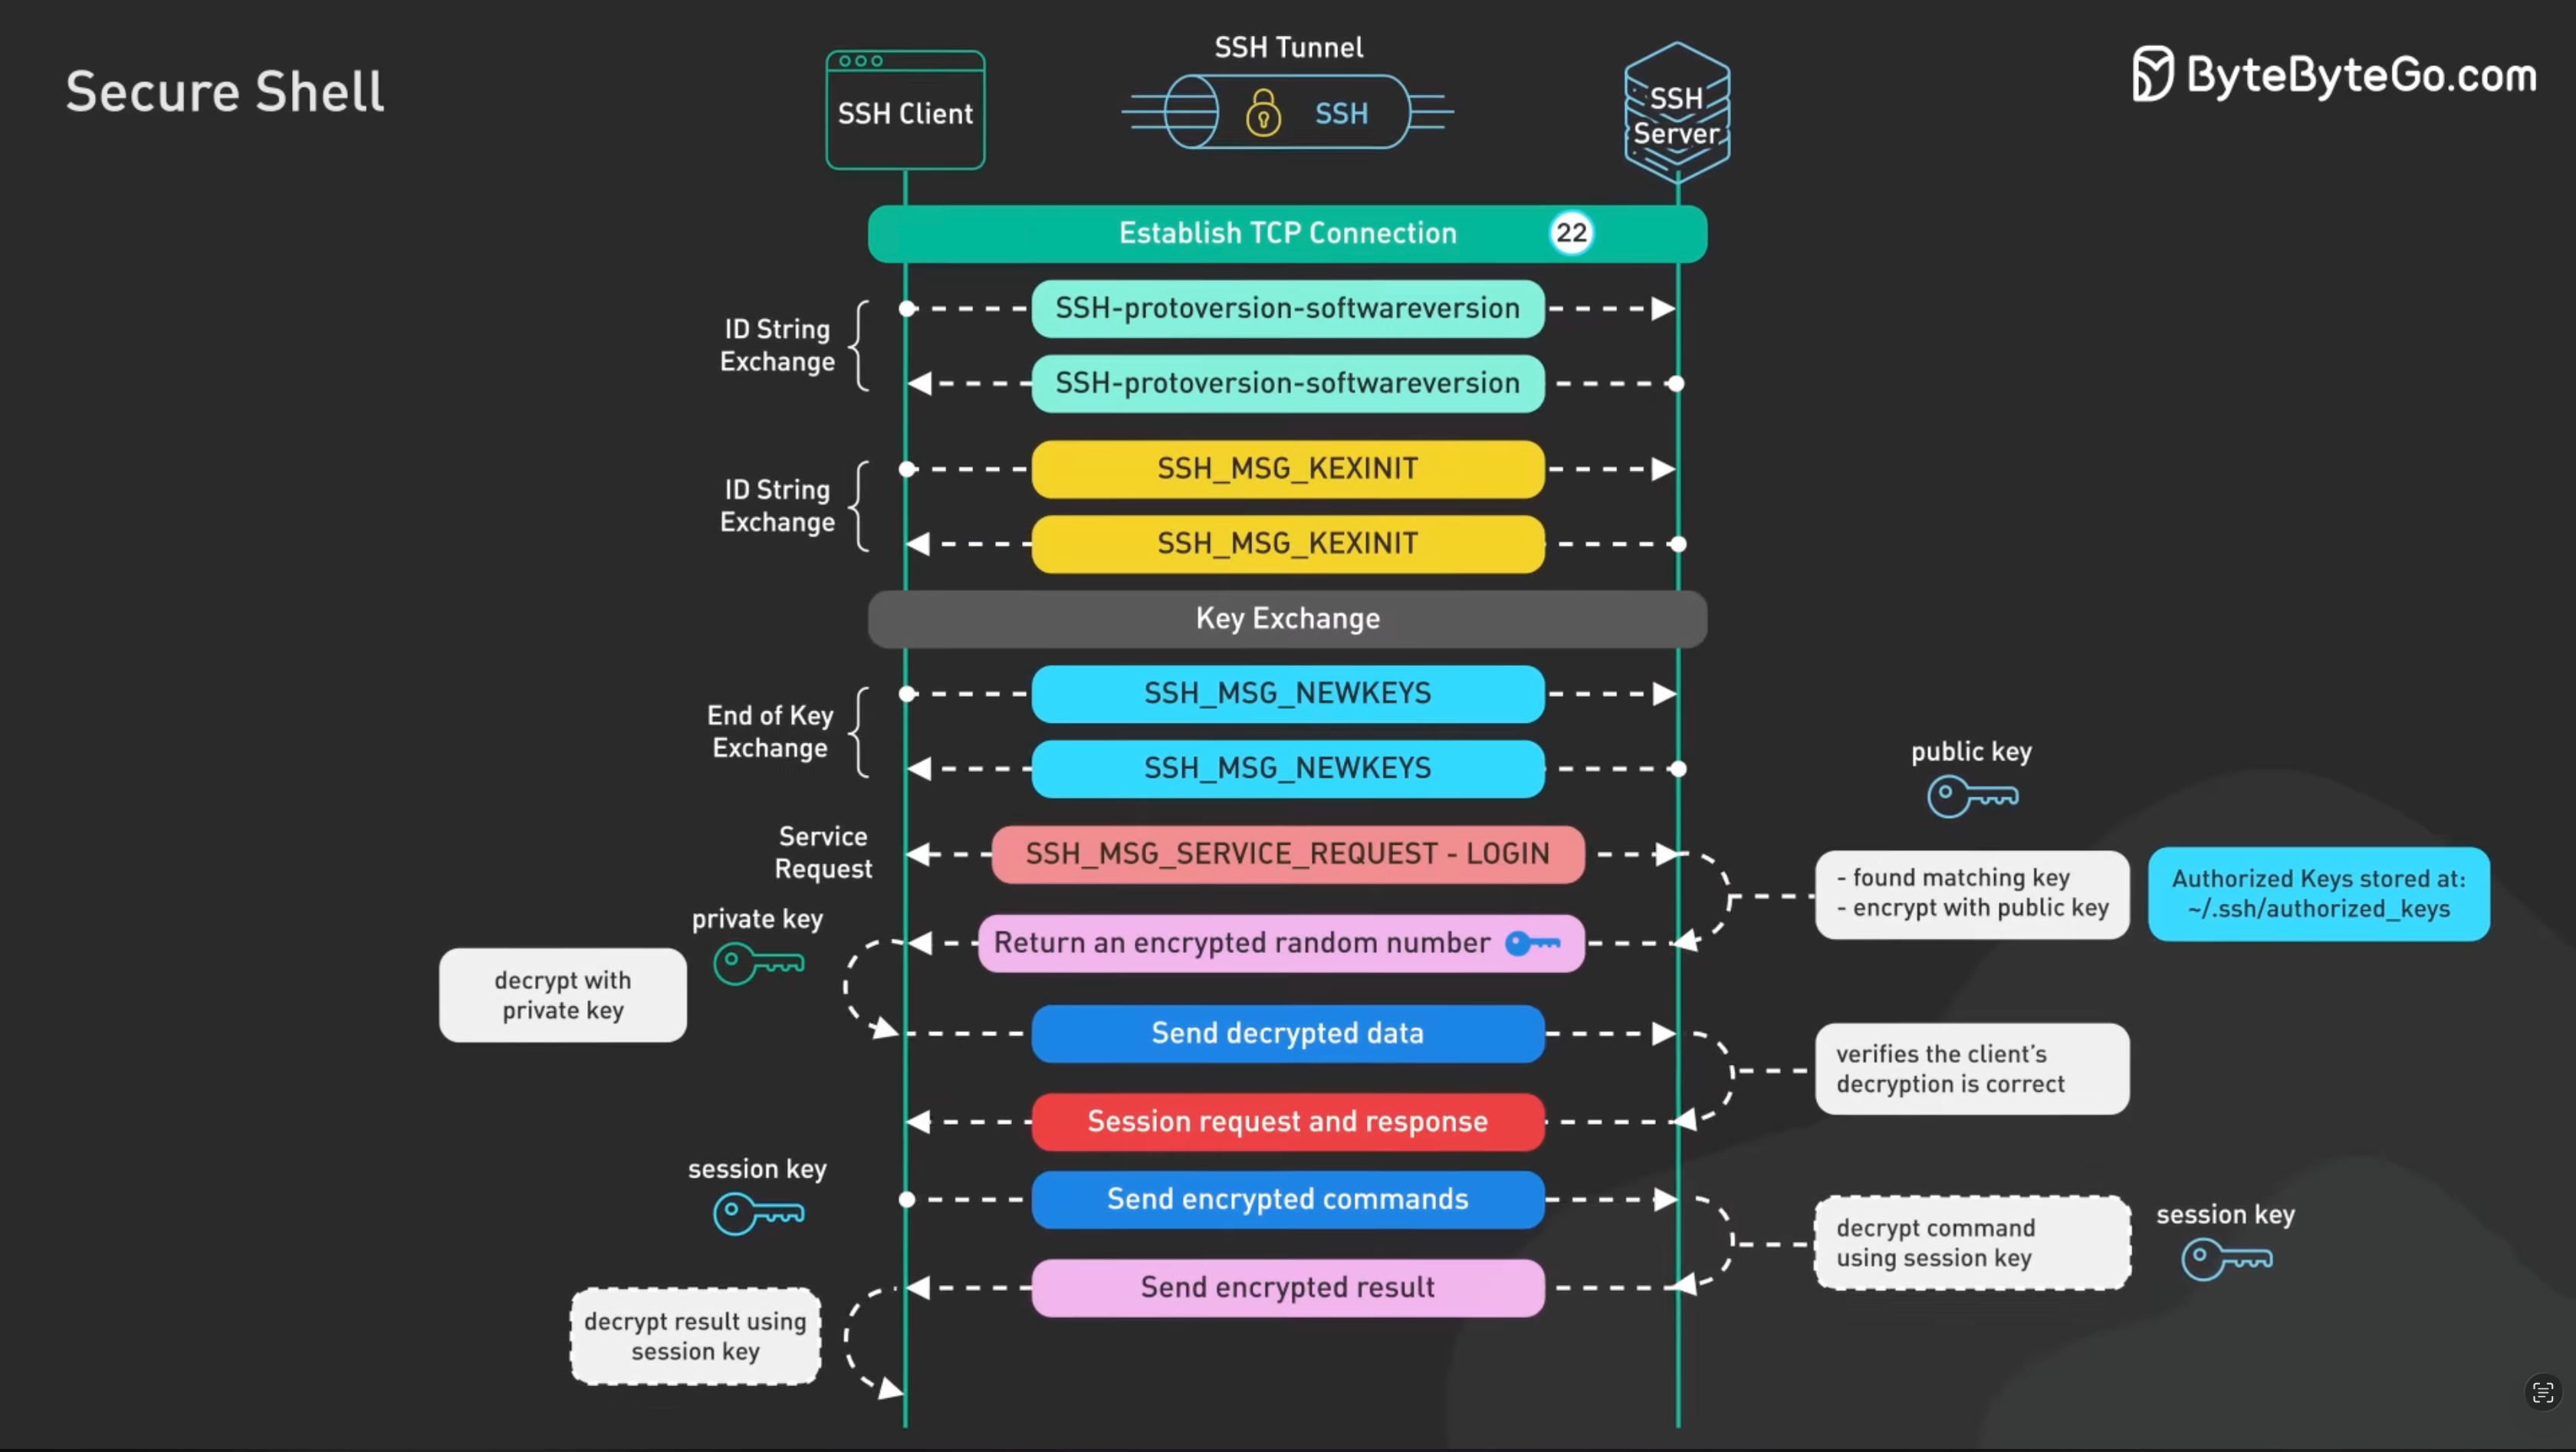 Secure Shell
SSH Client
SSH Tunnel
SSH
SSH
Server
ByteByteGo.com
Establish TCP Connection 22
ID String
Exchange
SSH-protoversion-softwareversion
SSH-protoversion-softwareversion
ID String
Exchange
SSH_MSG_KEXINIT
SSH_MSG_KEXINIT
Key Exchange
End of Key
Exchange
SSH_MSG_NEWKEYS
SSH_MSG_NEWKEYS
public key
Service
Request
SSH_MSG_SERVICE_REQUEST - LOGIN
- found matching key
- encrypt with public key
Authorized Keys stored at:
~/.ssh/authorized_keys
private key
Return an encrypted random number
decrypt with
private key
Send decrypted data
verifies the client's
decryption is correct
Session request and response
session key
Send encrypted commands
decrypt command
using session key
session key
Send encrypted result
decrypt result using
session key